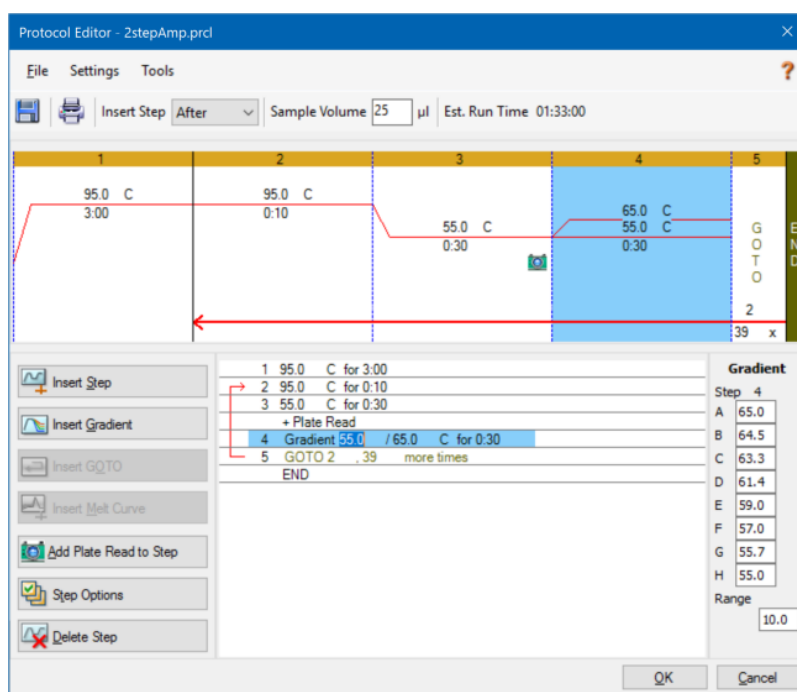 Protocol Editor - 2stepAmp.prcl
File Settings Tools ?
Insert Step After Sample Volume 25 µl Est. Run Time 01:33:00
1 2 3 4 5
95.0 C
3:00
95.0 C
0:10
55.0 C
0:30
65.0 C
55.0 C
0:30
GOTO
2
39 x
END
Insert Step
Insert Gradient
Insert GOTO
Insert Melt Curve
Add Plate Read to Step
Step Options
Delete Step
1 95.0 C for 3:00
2 95.0 C for 0:10
3 55.0 C for 0:30
+ Plate Read
4 Gradient 55.0 / 65.0 C for 0:30
5 GOTO 2 , 39 more times
END
Gradient
Step 4
A 65.0
B 64.5
C 63.3
D 61.4
E 59.0
F 57.0
G 55.7
H 55.0
Range
10.0
OK Cancel